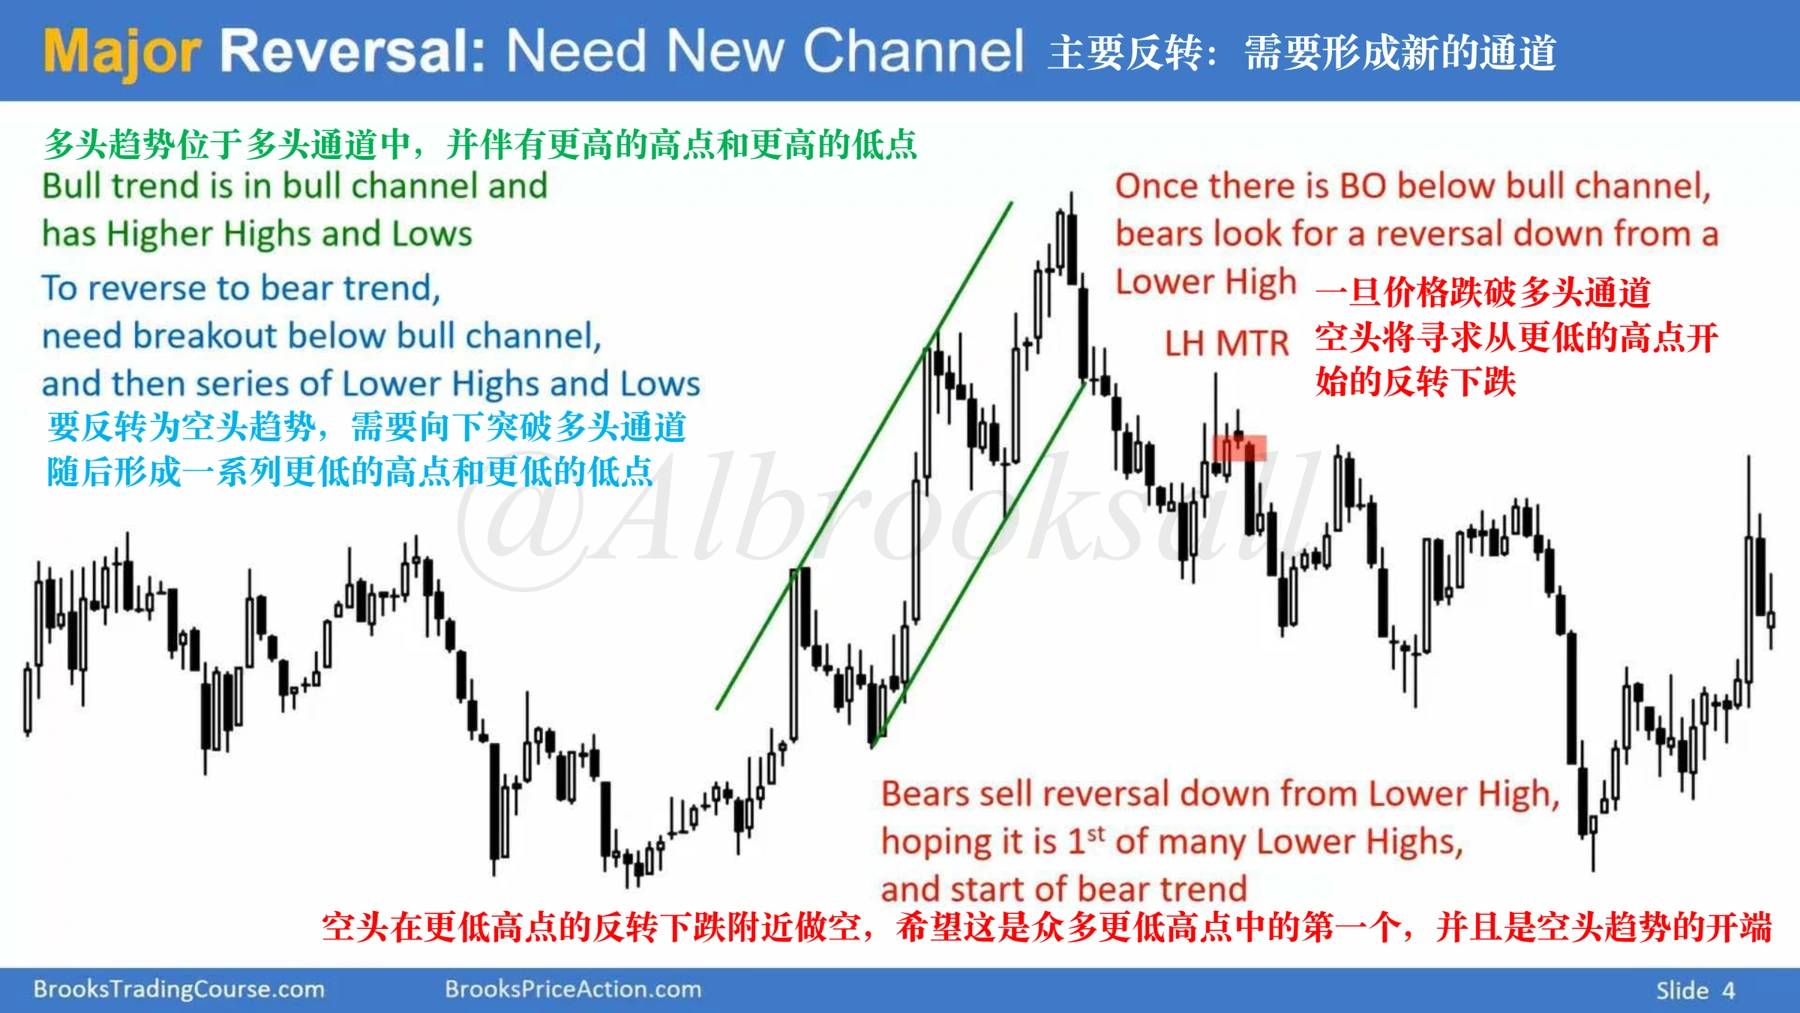 Major Reversal: Need New Channel 主要反转：需要形成新的通道
多头趋势位于多头通道中，并伴有更高的高点和更高的低点
Bull trend is in bull channel and
has Higher Highs and Lows
To reverse to bear trend,
need breakout below bull channel,
and then series of Lower Highs and Lows
要反转为空头趋势，需要向下突破多头通道
随后形成一系列更低的高点和更低的低点
Once there is BO below bull channel,
bears look for a reversal down from a
Lower High
一旦价格跌破多头通道
空头将寻求从更低的高点开
始的反转下跌
LH MTR
@Albrooksall
Bears sell reversal down from Lower High,
hoping it is 1st of many Lower Highs,
and start of bear trend
空头在更低高点的反转下跌附近做空，希望这是众多更低高点中的第一个，并且是空头趋势的开端
BrooksTradingCourse.com BrooksPriceAction.com Slide 4